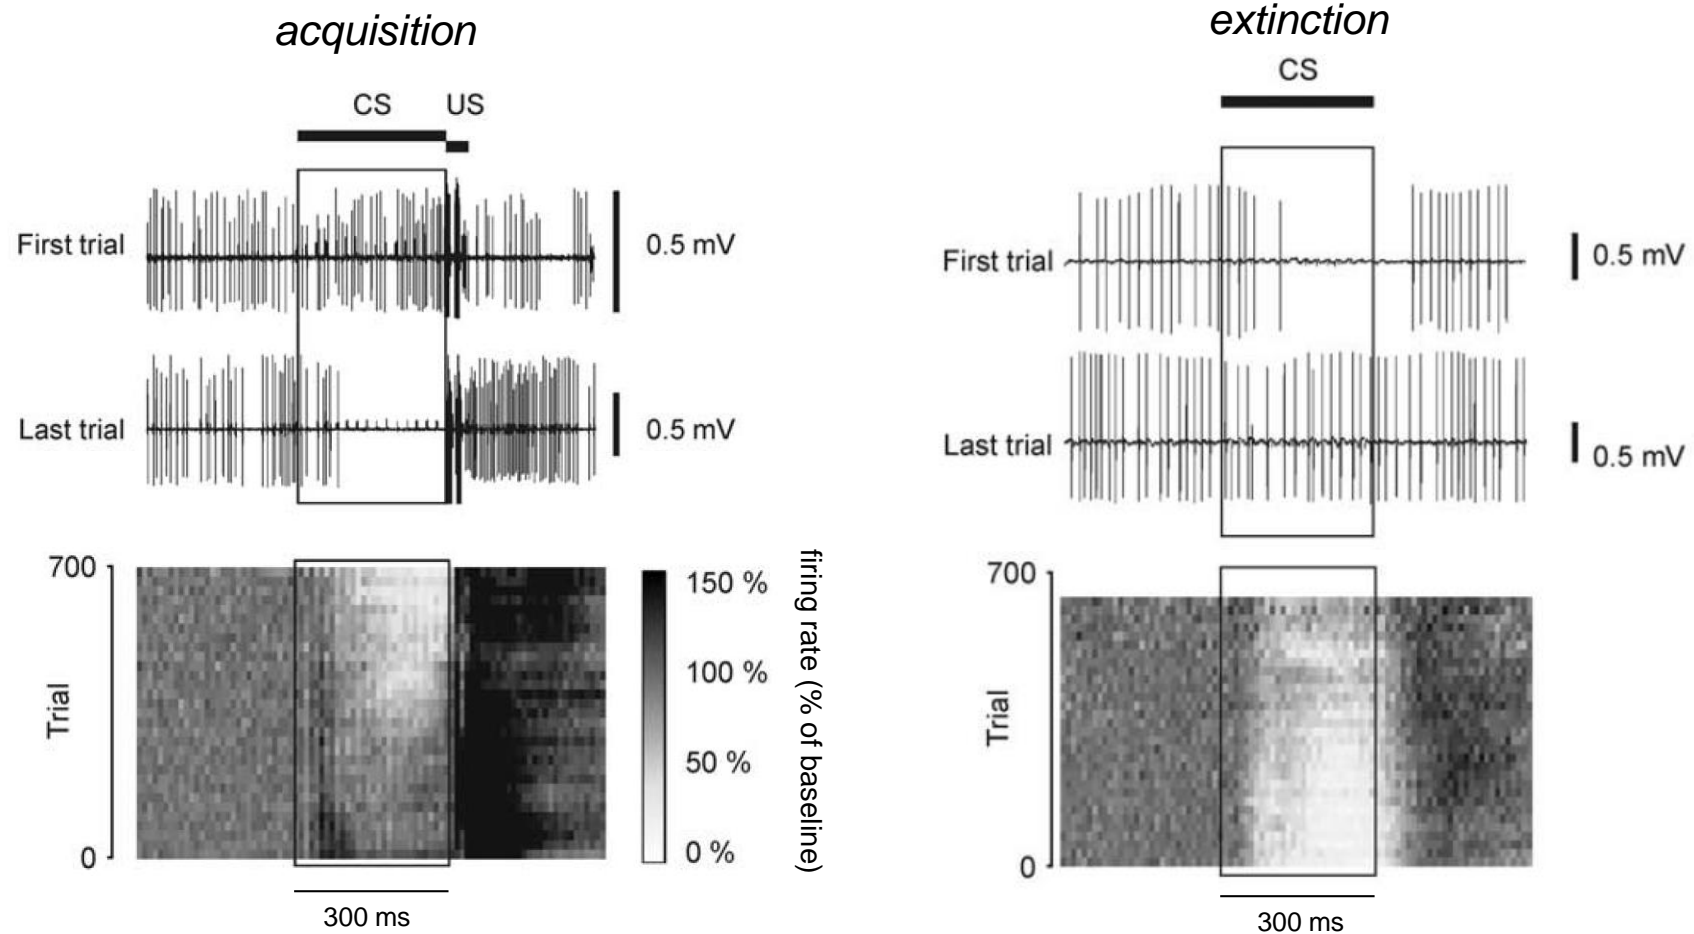 acquisition
CS US
First trial
0.5 mV
Last trial
0.5 mV
700
Trial
0
300 ms
150 %
100 %
50 %
0 %
firing rate (% of baseline)
extinction
CS
First trial
0.5 mV
Last trial
0.5 mV
700
Trial
0
300 ms